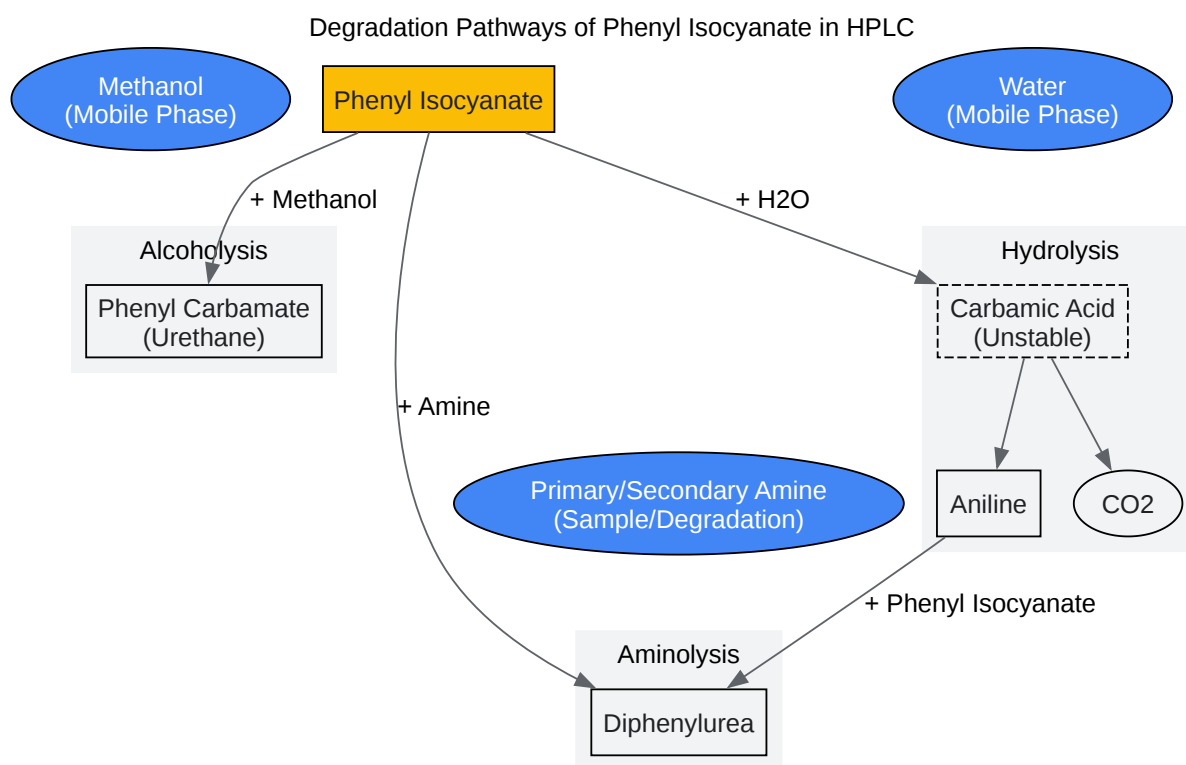 Degradation Pathways of Phenyl Isocyanate in HPLC
Methanol
(Mobile Phase)
Phenyl Isocyanate
Water
(Mobile Phase)
+ Methanol
+ H2O
Alcoholysis
Hydrolysis
Phenyl Carbamate
(Urethane)
Carbamic Acid
(Unstable)
+ Amine
Primary/Secondary Amine
(Sample/Degradation)
Aniline
CO2
+ Phenyl Isocyanate
Aminolysis
Diphenylurea